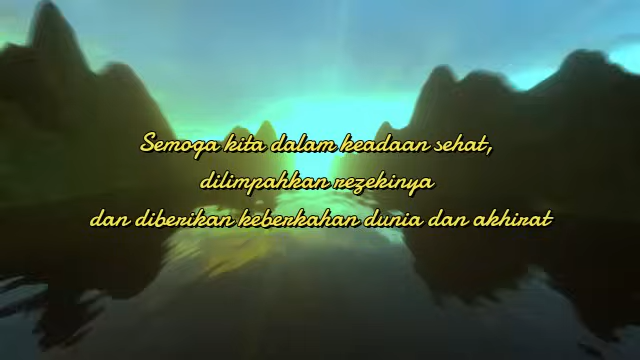 Semoga kita dalam keadaan sehat,
dilimpahkan rezekinya
dan diberikan keberkahan dunia dan akhirat